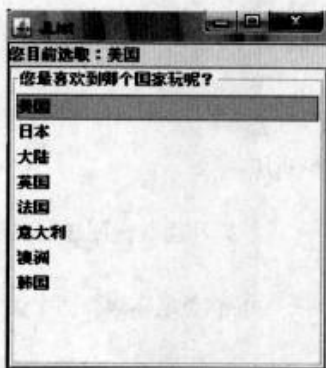 JList
您目前选取：美国
您最喜欢到哪个国家玩呢？
美国
日本
大陆
英国
法国
意大利
澳洲
韩国